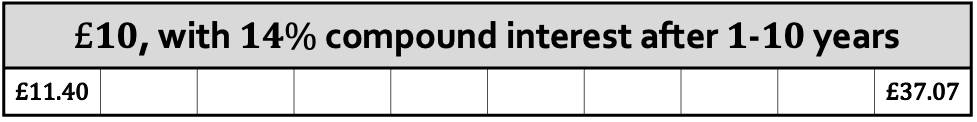 £10, with 14% compound interest after 1-10 years
£11.40 £37.07